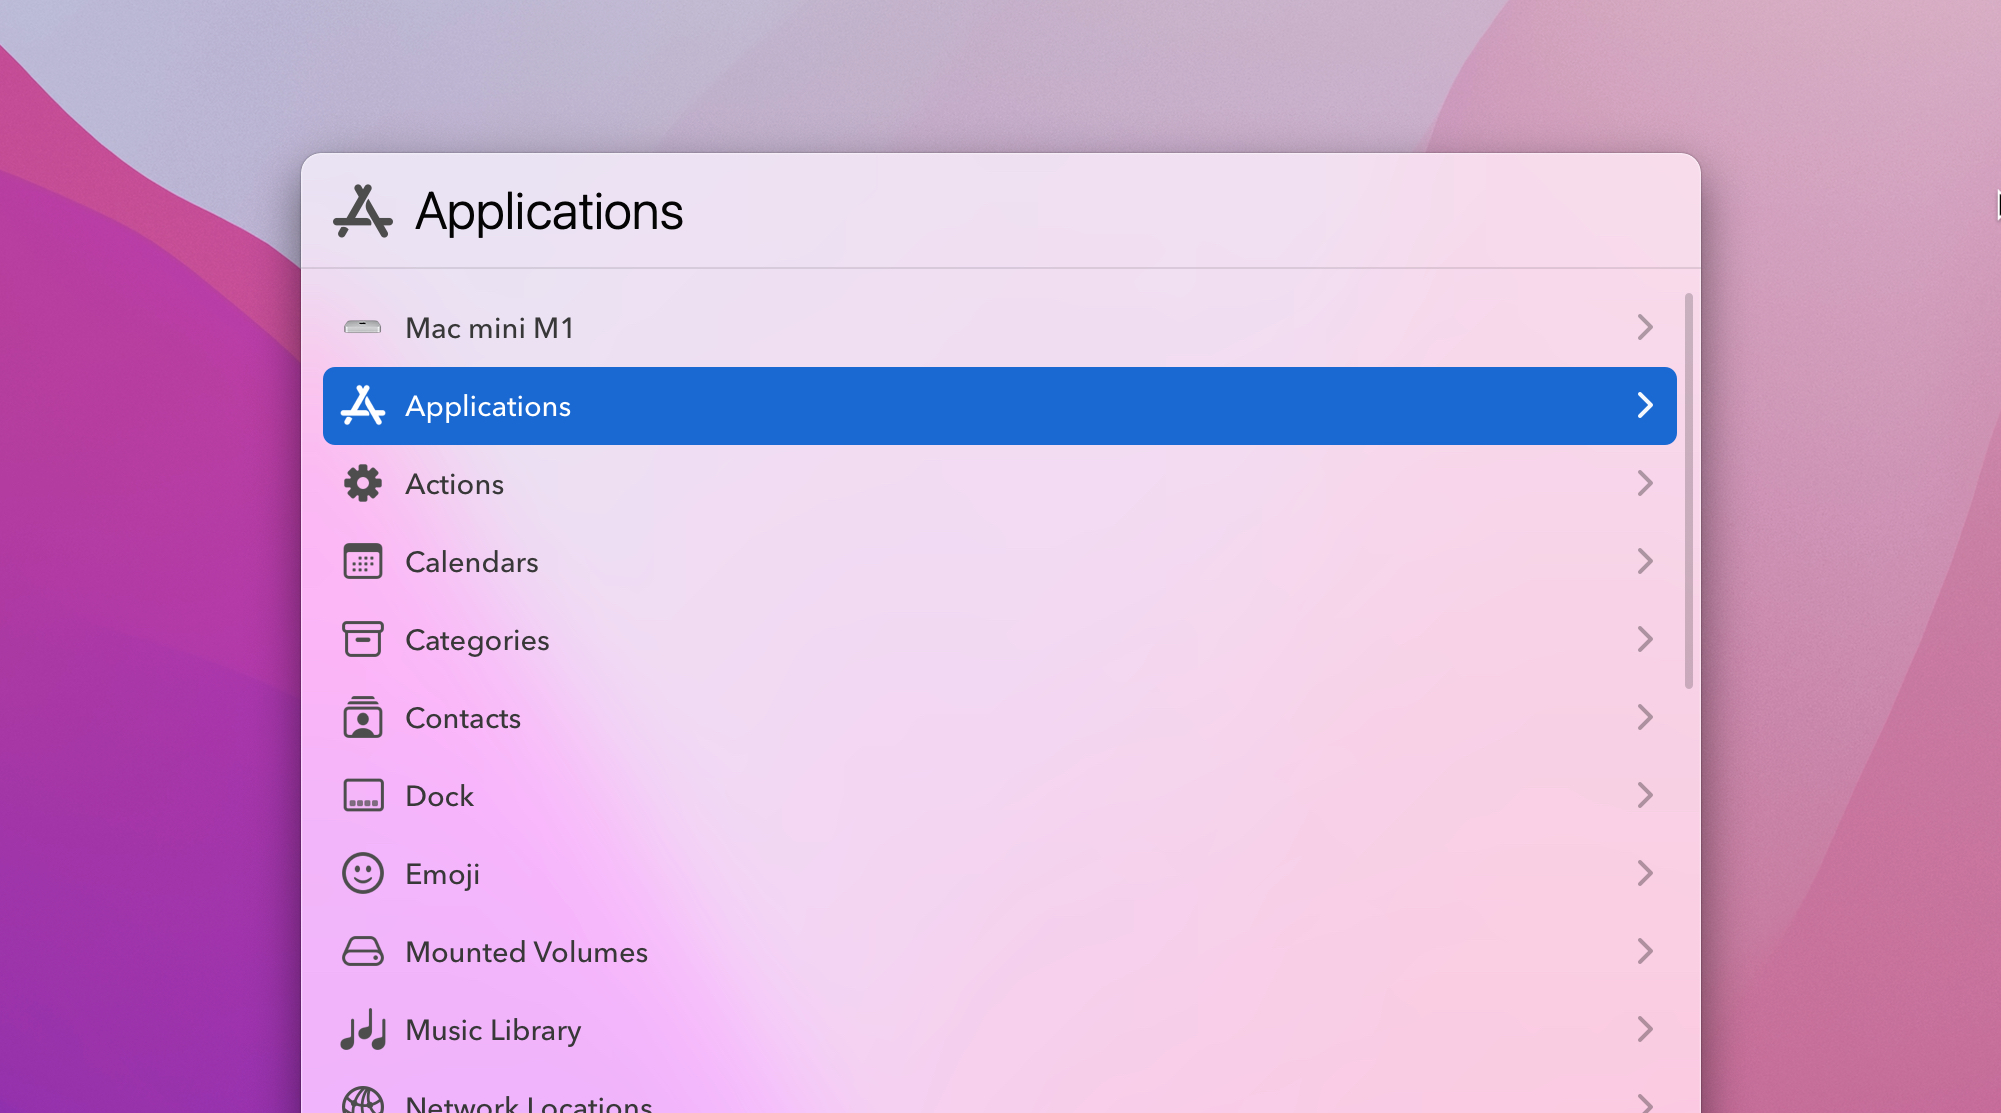 Applications
Mac mini M1
Applications
Actions
Calendars
Categories
Contacts
Dock
Emoji
Mounted Volumes
Music Library
Network Locations